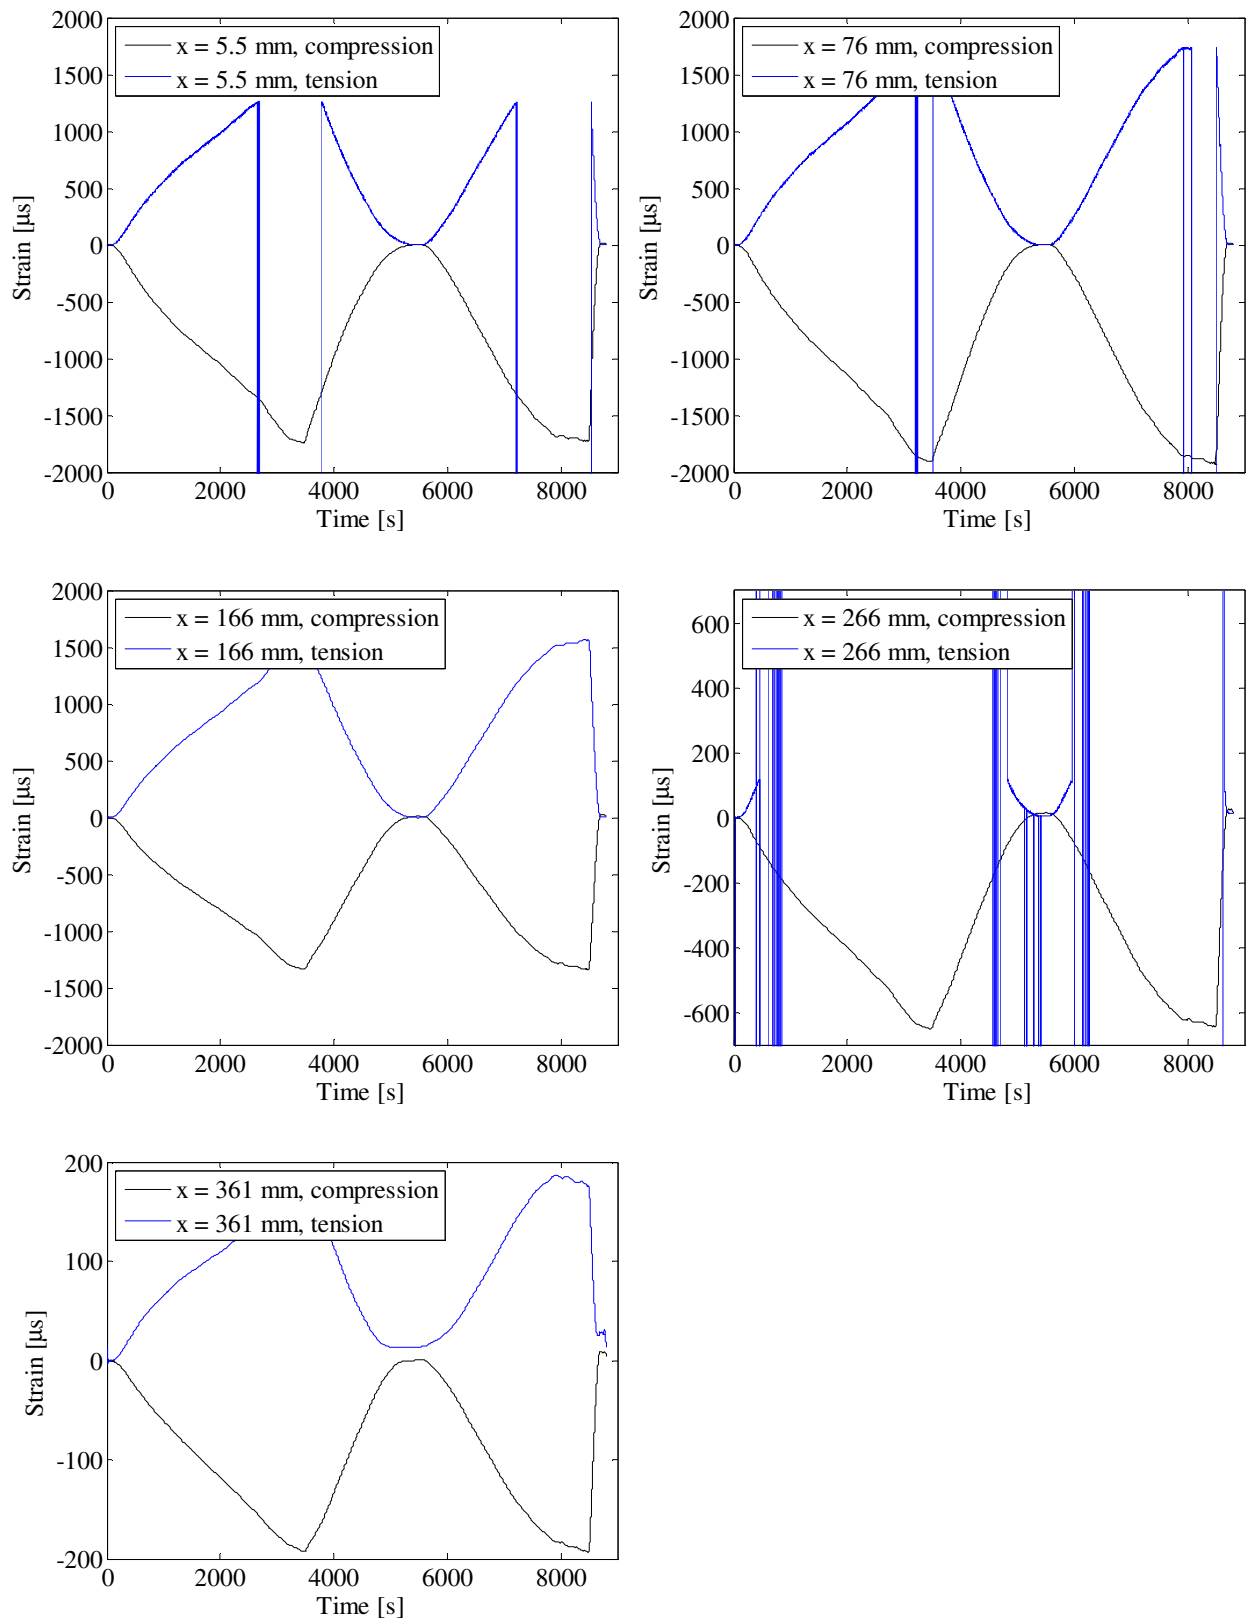 2000
1500
1000
500
0
-500
-1000
-1500
-2000
Strain [µs]
x = 5.5 mm, compression
x = 5.5 mm, tension
0 2000 4000 6000 8000
Time [s]
2000
1500
1000
500
0
-500
-1000
-1500
-2000
Strain [µs]
x = 76 mm, compression
x = 76 mm, tension
0 2000 4000 6000 8000
Time [s]
2000
1500
1000
500
0
-500
-1000
-1500
-2000
Strain [µs]
x = 166 mm, compression
x = 166 mm, tension
0 2000 4000 6000 8000
Time [s]
600
400
200
0
-200
-400
-600
Strain [µs]
x = 266 mm, compression
x = 266 mm, tension
0 2000 4000 6000 8000
Time [s]
200
100
0
-100
-200
Strain [µs]
x = 361 mm, compression
x = 361 mm, tension
0 2000 4000 6000 8000
Time [s]